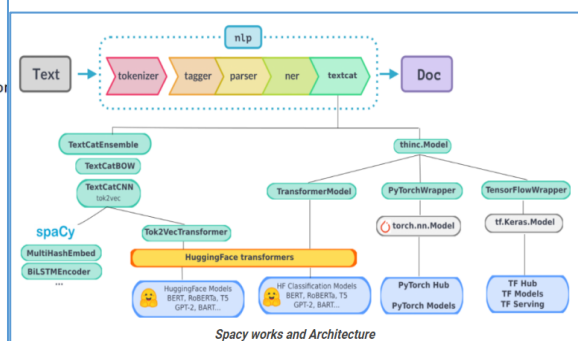 nlp
Text
tokenizer
tagger
parser
ner
textcat
Doc
TextCatEnsemble
TextCatBOW
TextCatCNN
tok2vec
thinc.Model
TransformerModel
PyTorchWrapper
TensorFlowWrapper
spaCy
MultiHashEmbed
BiLSTMEncoder
...
Tok2VecTransformer
torch.nn.Model
tf.Keras.Model
HuggingFace transformers
HuggingFace Models
BERT, RoBERTa, T5
GPT-2, BART...
HF Classification Models
BERT, RoBERTa, T5
GPT-2, BART...
PyTorch Hub
PyTorch Models
TF Hub
TF Models
TF Serving
Spacy works and Architecture